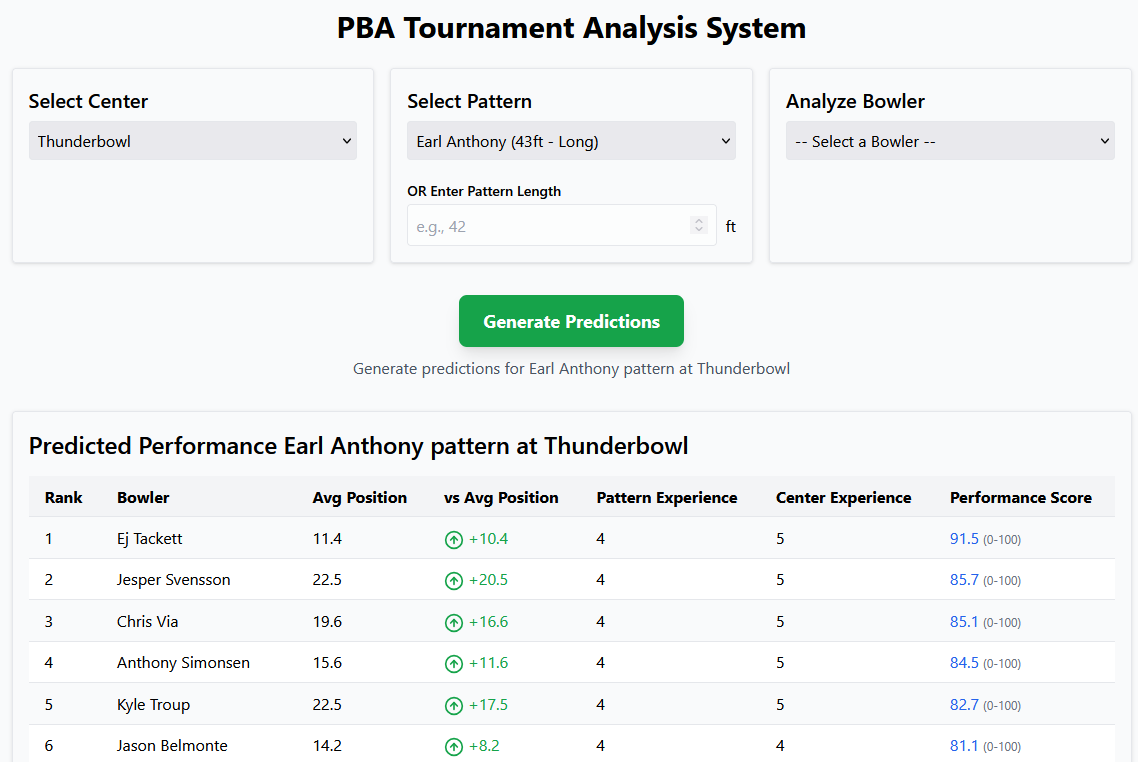 PBA Tournament Analysis System
Select Center
Thunderbowl
Select Pattern
Earl Anthony (43ft - Long)
OR Enter Pattern Length
e.g., 42
ft
Analyze Bowler
-- Select a Bowler --
Generate Predictions
Generate predictions for Earl Anthony pattern at Thunderbowl
Predicted Performance Earl Anthony pattern at Thunderbowl
Rank Bowler Avg Position vs Avg Position Pattern Experience Center Experience Performance Score
1 Ej Tackett 11.4 +10.4 4 5 91.5 (0-100)
2 Jesper Svensson 22.5 +20.5 4 5 85.7 (0-100)
3 Chris Via 19.6 +16.6 4 5 85.1 (0-100)
4 Anthony Simonsen 15.6 +11.6 4 5 84.5 (0-100)
5 Kyle Troup 22.5 +17.5 4 5 82.7 (0-100)
6 Jason Belmonte 14.2 +8.2 4 4 81.1 (0-100)